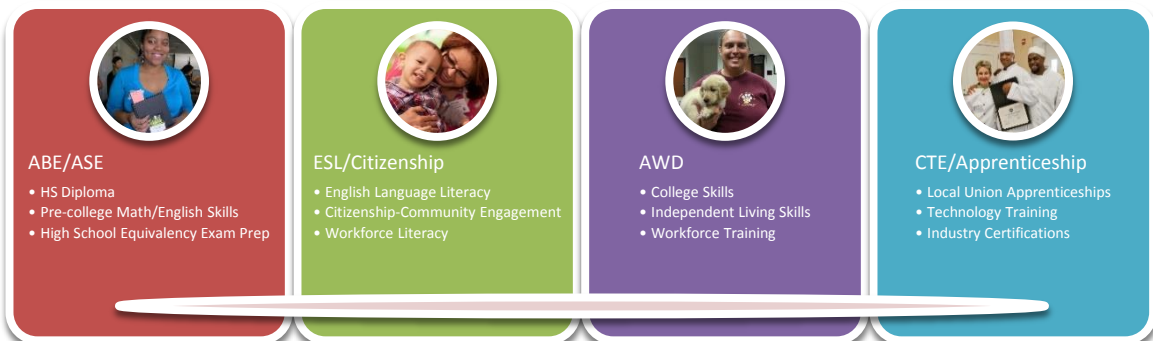 ABE/ASE
• HS Diploma
• Pre-college Math/English Skills
• High School Equivalency Exam Prep
ESL/Citizenship
• English Language Literacy
• Citizenship-Community Engagement
• Workforce Literacy
AWD
• College Skills
• Independent Living Skills
• Workforce Training
CTE/Apprenticeship
• Local Union Apprenticeships
• Technology Training
• Industry Certifications